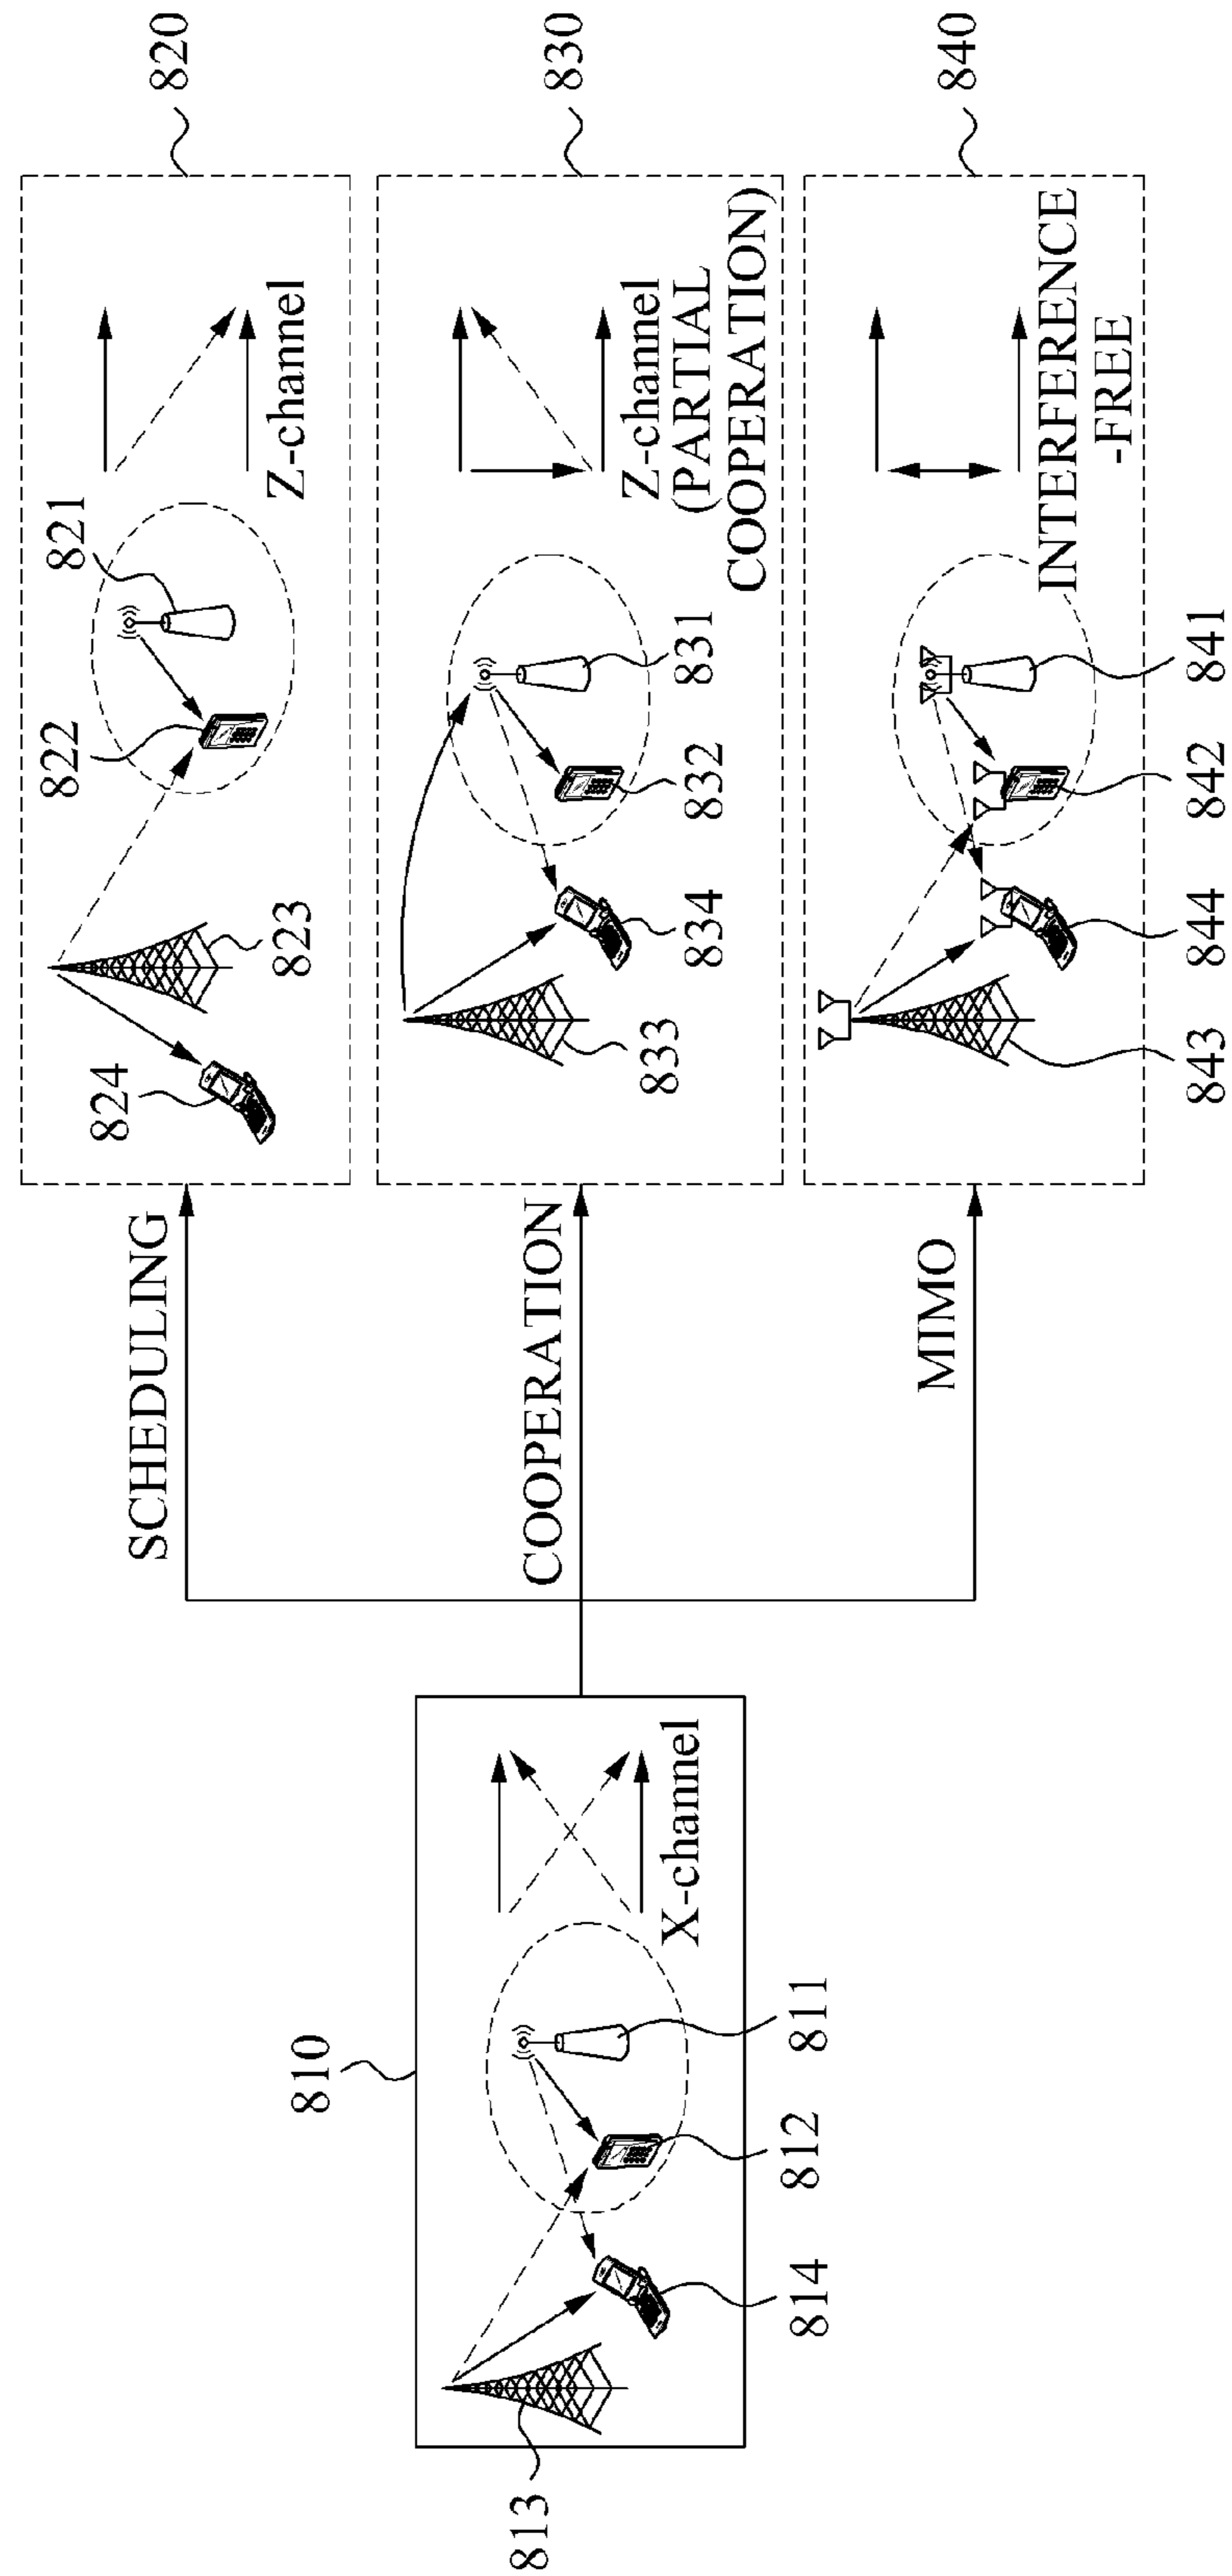 810
813
814
812
811
X-channel
SCHEDULING
COOPERATION
MIMO
820
824
823
822
821
Z-channel
830
833
834
832
831
Z-channel
(PARTIAL
COOPERATION)
840
843
844
842
841
INTERFERENCE
-FREE